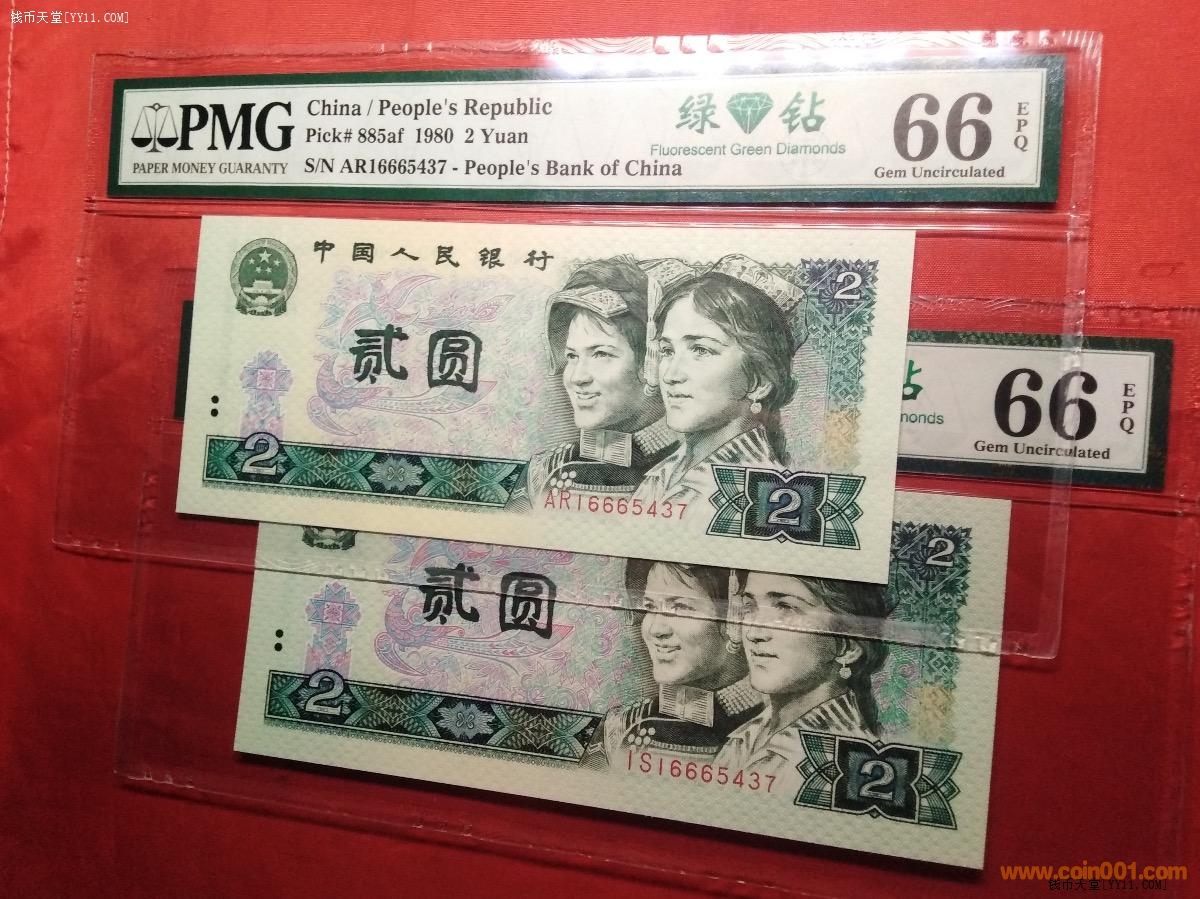 钱币天堂[YY11.COM]
PMG
PAPER MONEY GUARANTY
China / People's Republic
Pick# 885af 1980 2 Yuan
S/N AR16665437 - People's Bank of China
绿 钻
Fluorescent Green Diamonds
66
EPQ
Gem Uncirculated
中国人民银行
2
贰圆
2
AR16665437
2
钻
monds
66
EPQ
Gem Uncirculated
2
贰圆
2
IS16665437
2
www.coin001.com
钱币天堂[YY11.COM]